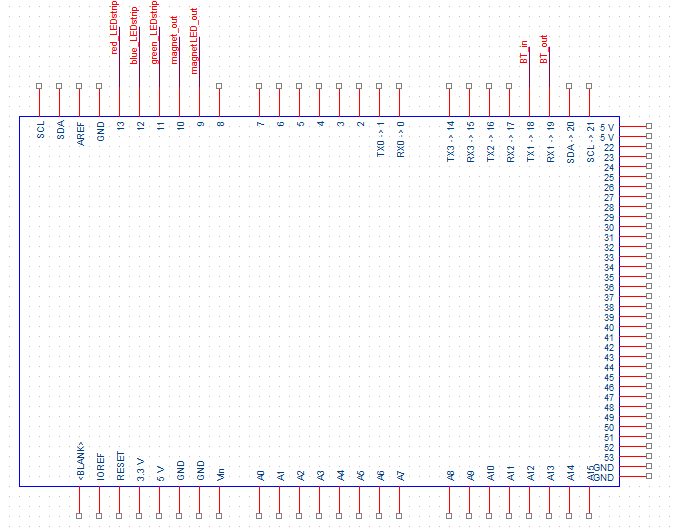 red_LEDstrip
blue_LEDstrip
green_LEDstrip
magnet_out
magnetLED_out
BT_in
BT_out
SCL
SDA
AREF
GND
13
12
11
10
9
8
7
6
5
4
3
2
TX0 -> 1
RX0 -> 0
TX3 -> 14
RX3 -> 15
TX2 -> 16
RX2 -> 17
TX1 -> 18
RX1 -> 19
SDA -> 20
SCL -> 21
5 V
5 V
22
23
24
25
26
27
28
29
30
31
32
33
34
35
36
37
38
39
40
41
42
43
44
45
46
47
48
49
50
51
52
53
GND
GND
<BLANK>
IOREF
RESET
3.3 V
5 V
GND
GND
Vin
A0
A1
A2
A3
A4
A5
A6
A7
A8
A9
A10
A11
A12
A13
A14
A15